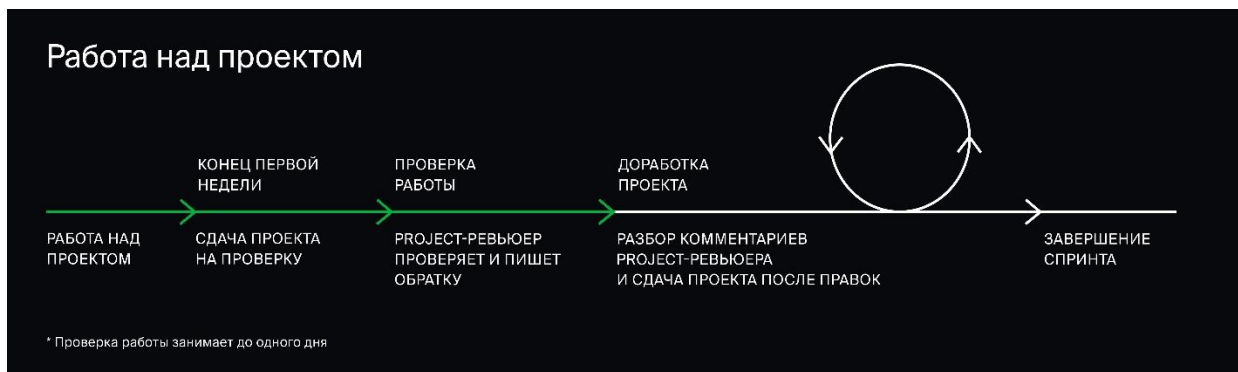 Работа над проектом
КОНЕЦ ПЕРВОЙ
НЕДЕЛИ
ПРОВЕРКА
РАБОТЫ
ДОРАБОТКА
ПРОЕКТА
РАБОТА НАД
ПРОЕКТОМ
СДАЧА ПРОЕКТА
НА ПРОВЕРКУ
PROJECT-РЕВЬЮЕР
ПРОВЕРЯЕТ И ПИШЕТ
ОБРАТКУ
РАЗБОР КОММЕНТАРИЕВ
PROJECT-РЕВЬЮЕРА
И СДАЧА ПРОЕКТА ПОСЛЕ ПРАВОК
ЗАВЕРШЕНИЕ
СПРИНТА
* Проверка работы занимает до одного дня